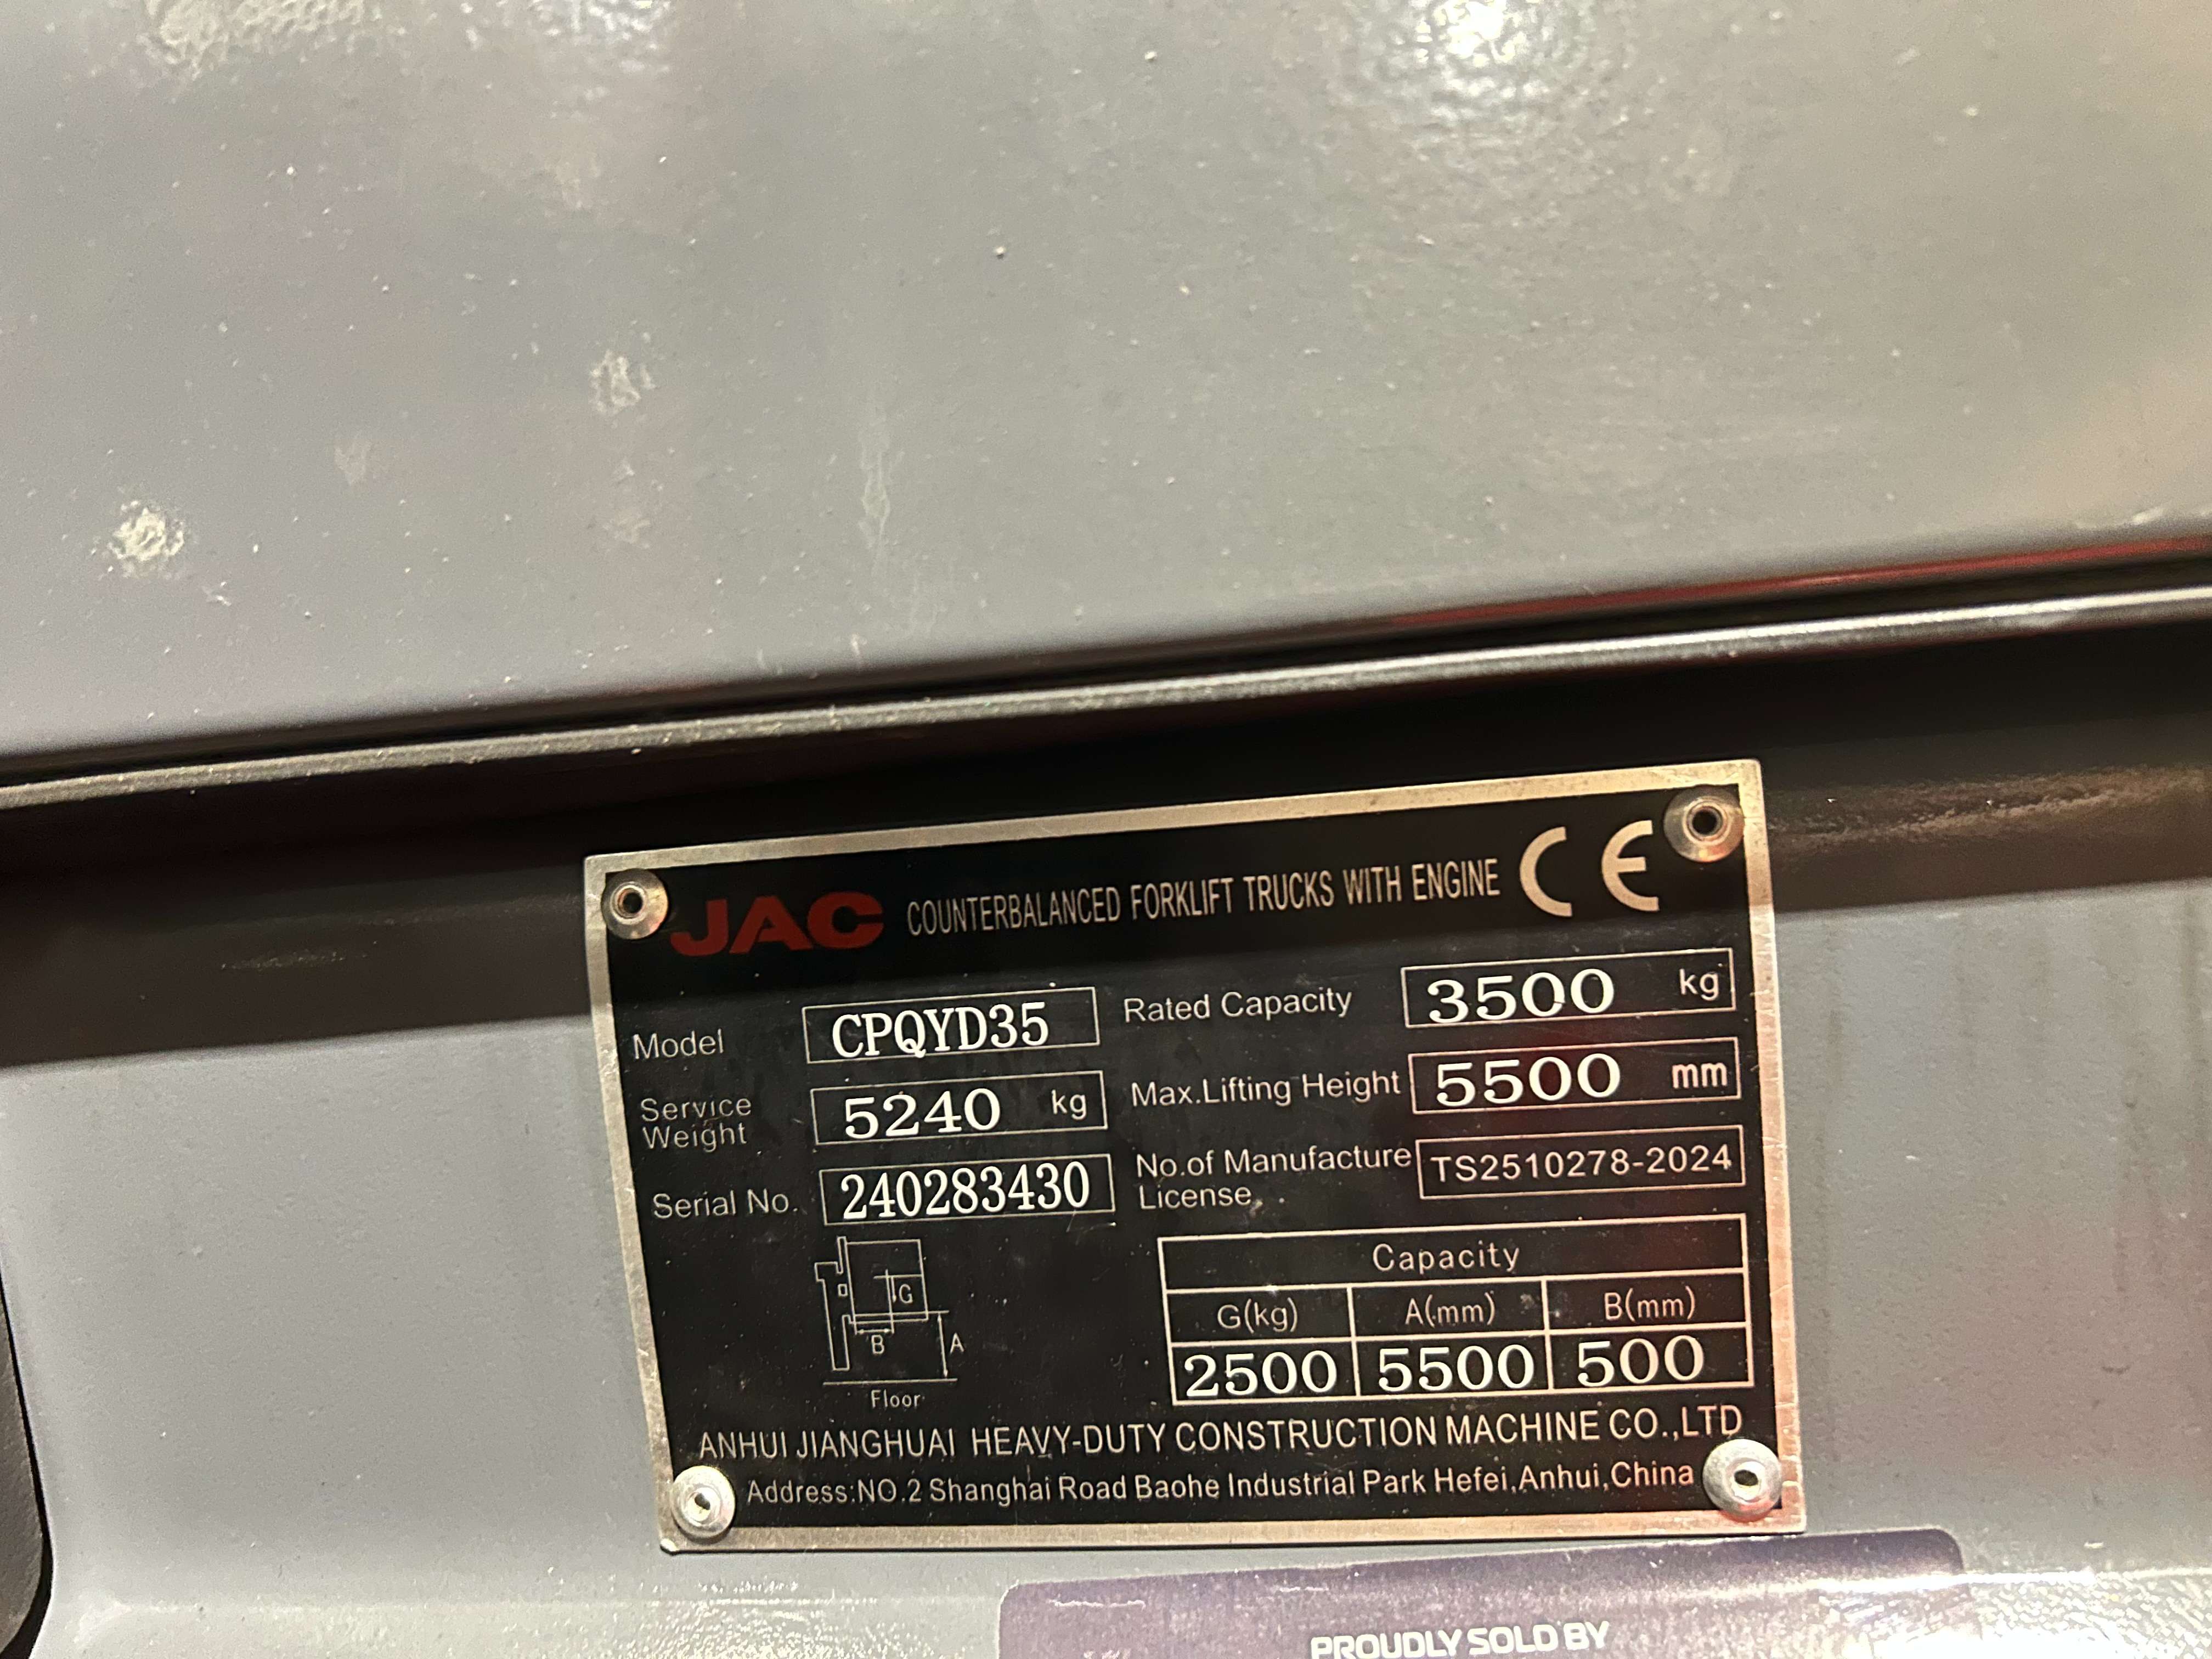 JAC COUNTERBALANCED FORKLIFT TRUCKS WITH ENGINE CE
Model CPQYD35 Rated Capacity 3500 kg
Service Weight 5240 kg Max.Lifting Height 5500 mm
Serial No. 240283430 No.of Manufacture License TS2510278-2024
Capacity
G(kg) A(mm) B(mm)
2500 5500 500
G
B A
Floor
ANHUI JIANGHUAI HEAVY-DUTY CONSTRUCTION MACHINE CO.,LTD
Address:NO.2 Shanghai Road Baohe Industrial Park Hefei,Anhui,China
PROUDLY SOLD BY